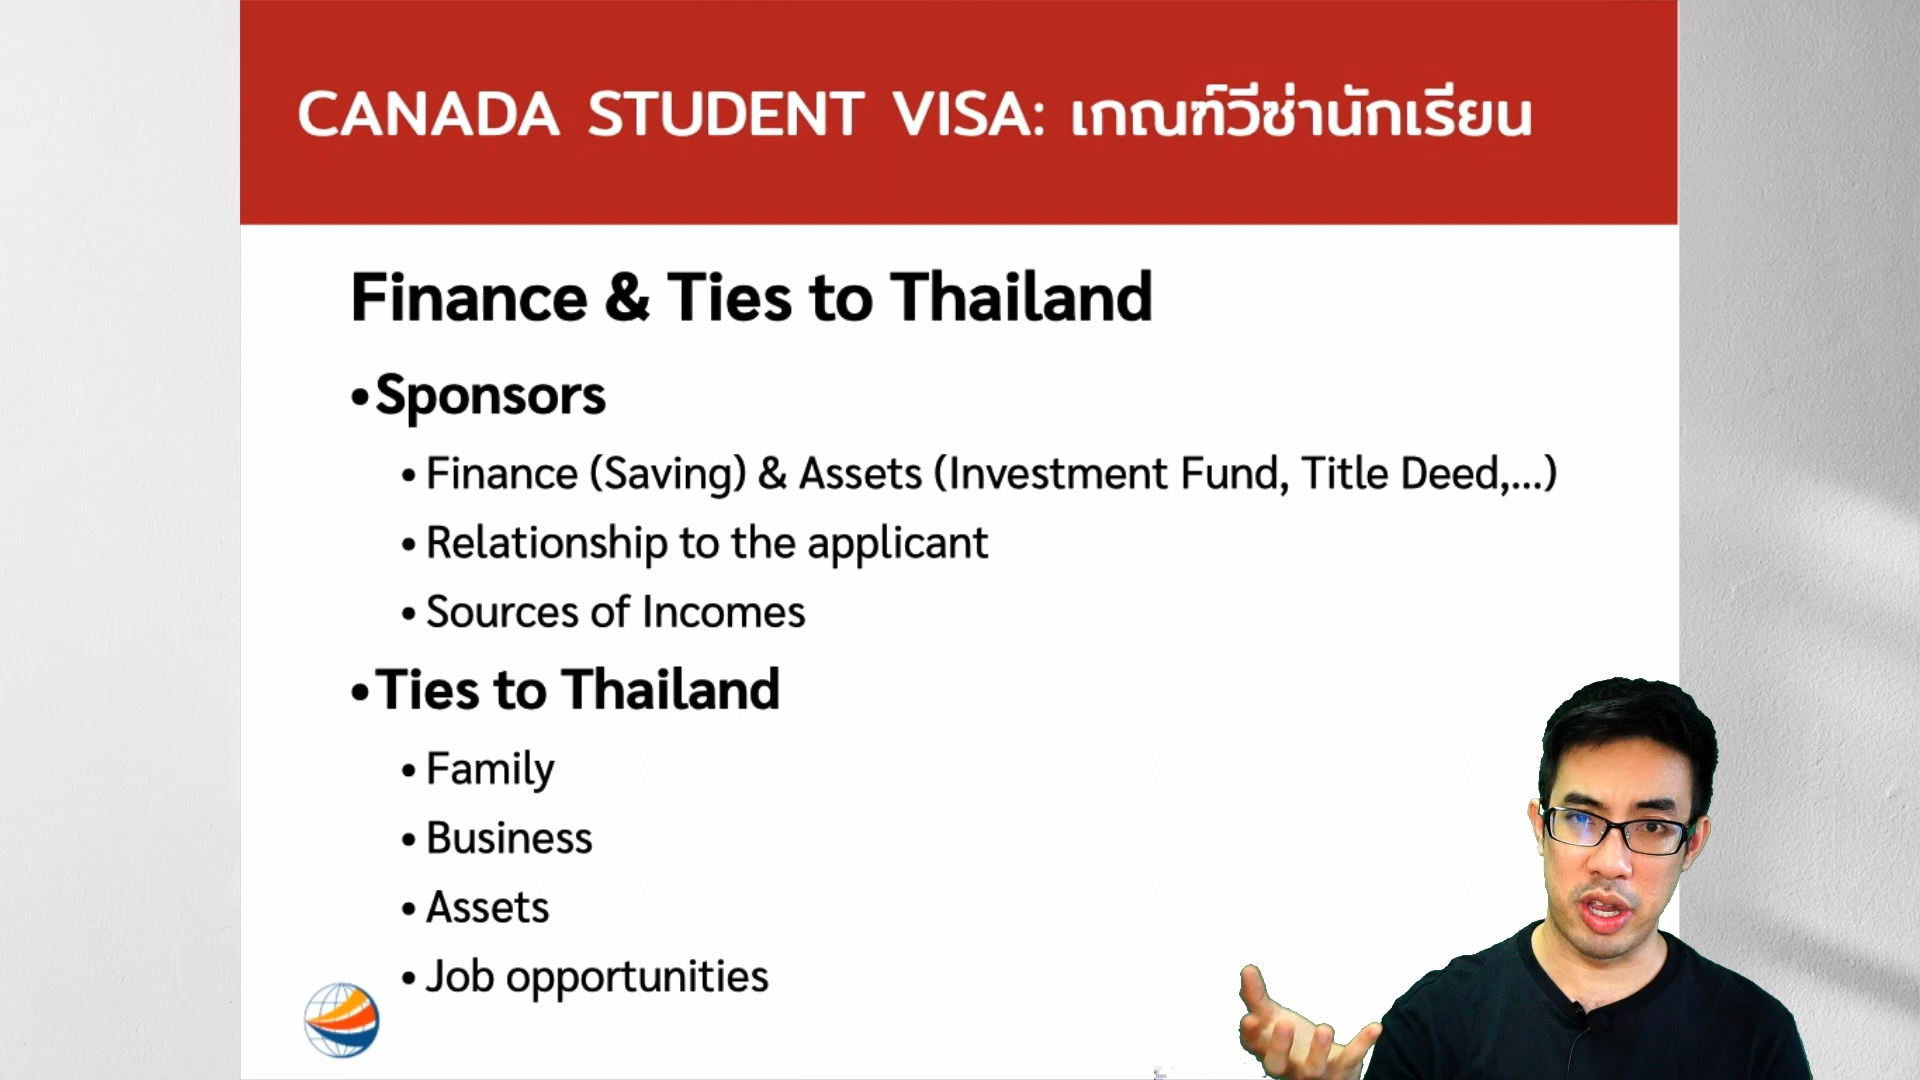 CANADA STUDENT VISA: เกณฑ์วีซ่านักเรียน
Finance & Ties to Thailand
•Sponsors
• Finance (Saving) & Assets (Investment Fund, Title Deed,...)
• Relationship to the applicant
• Sources of Incomes
•Ties to Thailand
• Family
• Business
• Assets
• Job opportunities